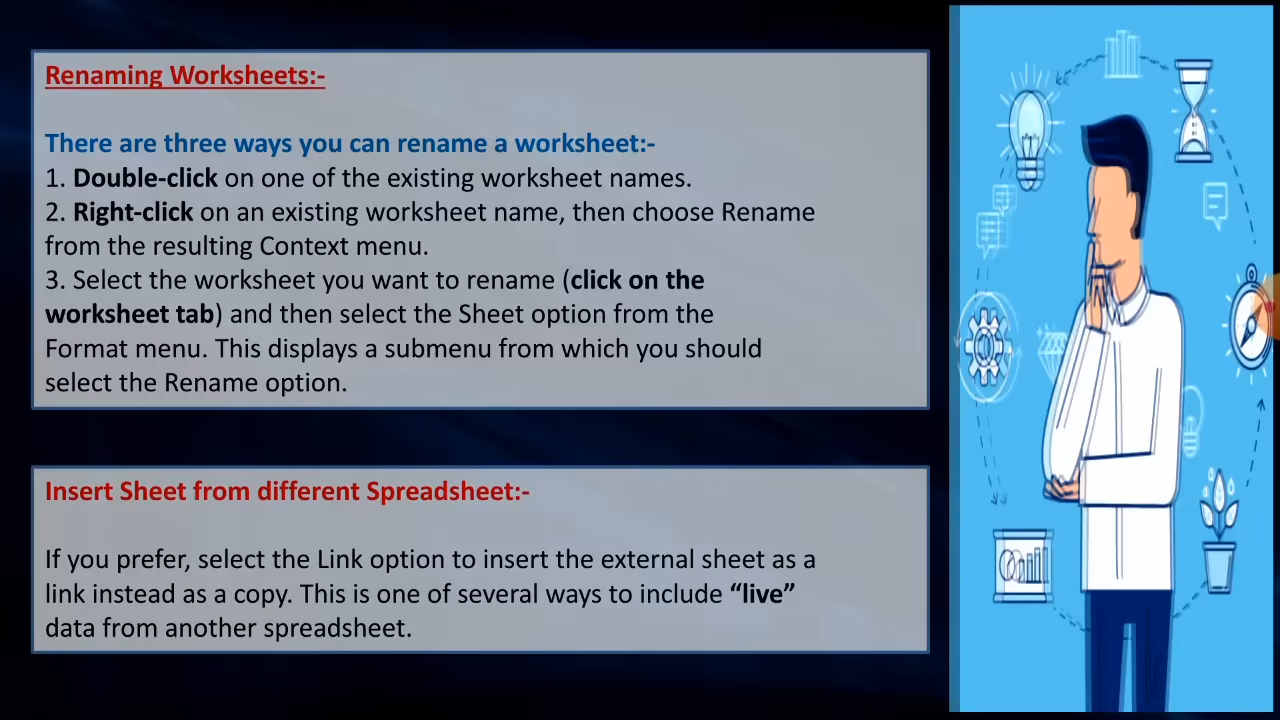 Renaming Worksheets:-
There are three ways you can rename a worksheet:-
1. Double-click on one of the existing worksheet names.
2. Right-click on an existing worksheet name, then choose Rename
from the resulting Context menu.
3. Select the worksheet you want to rename (click on the
worksheet tab) and then select the Sheet option from the
Format menu. This displays a submenu from which you should
select the Rename option.
Insert Sheet from different Spreadsheet:-
If you prefer, select the Link option to insert the external sheet as a
link instead as a copy. This is one of several ways to include “live”
data from another spreadsheet.